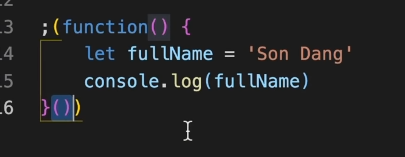 ;(function() {
let fullName = 'Son Dang'
console.log(fullName)
}())